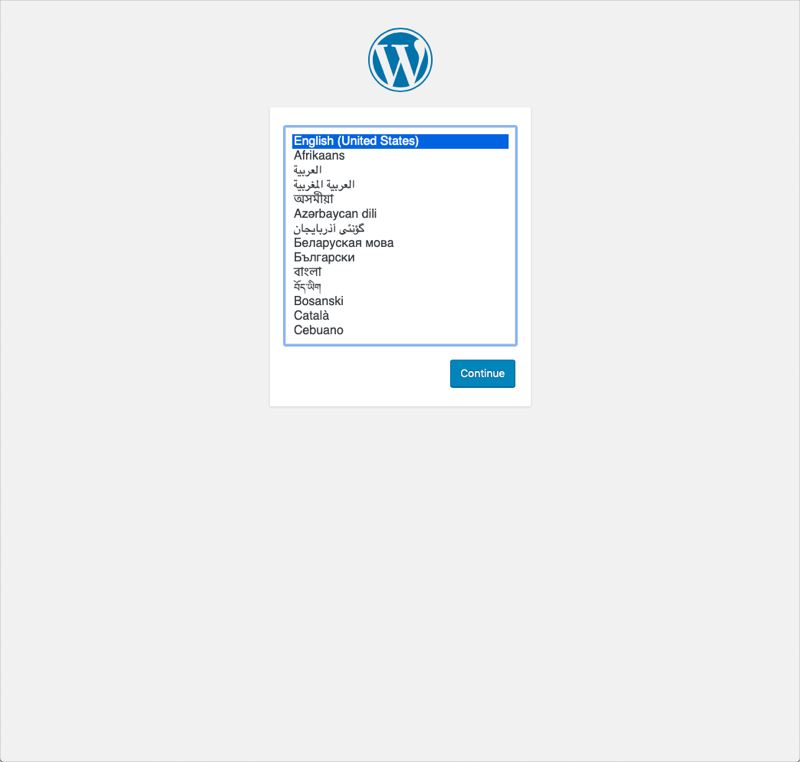 English (United States)
Afrikaans
العربية
العربية المغربية
অসমীয়া
Azərbaycan dili
گؤنئی آذربایجان
Беларуская мова
Български
বাংলা
བོད་ཡིག
Bosanski
Català
Cebuano
Continue